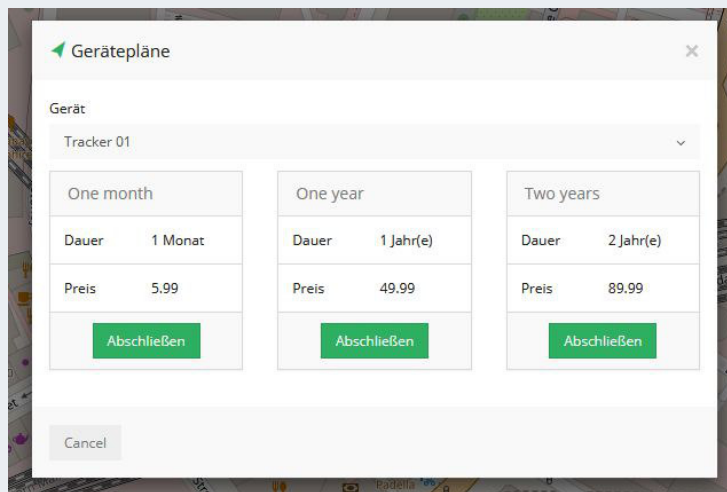 Gerätepläne
×
Gerät
Tracker 01
One month
Dauer 1 Monat
Preis 5.99
Abschließen
One year
Dauer 1 Jahr(e)
Preis 49.99
Abschließen
Two years
Dauer 2 Jahr(e)
Preis 89.99
Abschließen
Cancel
Padella